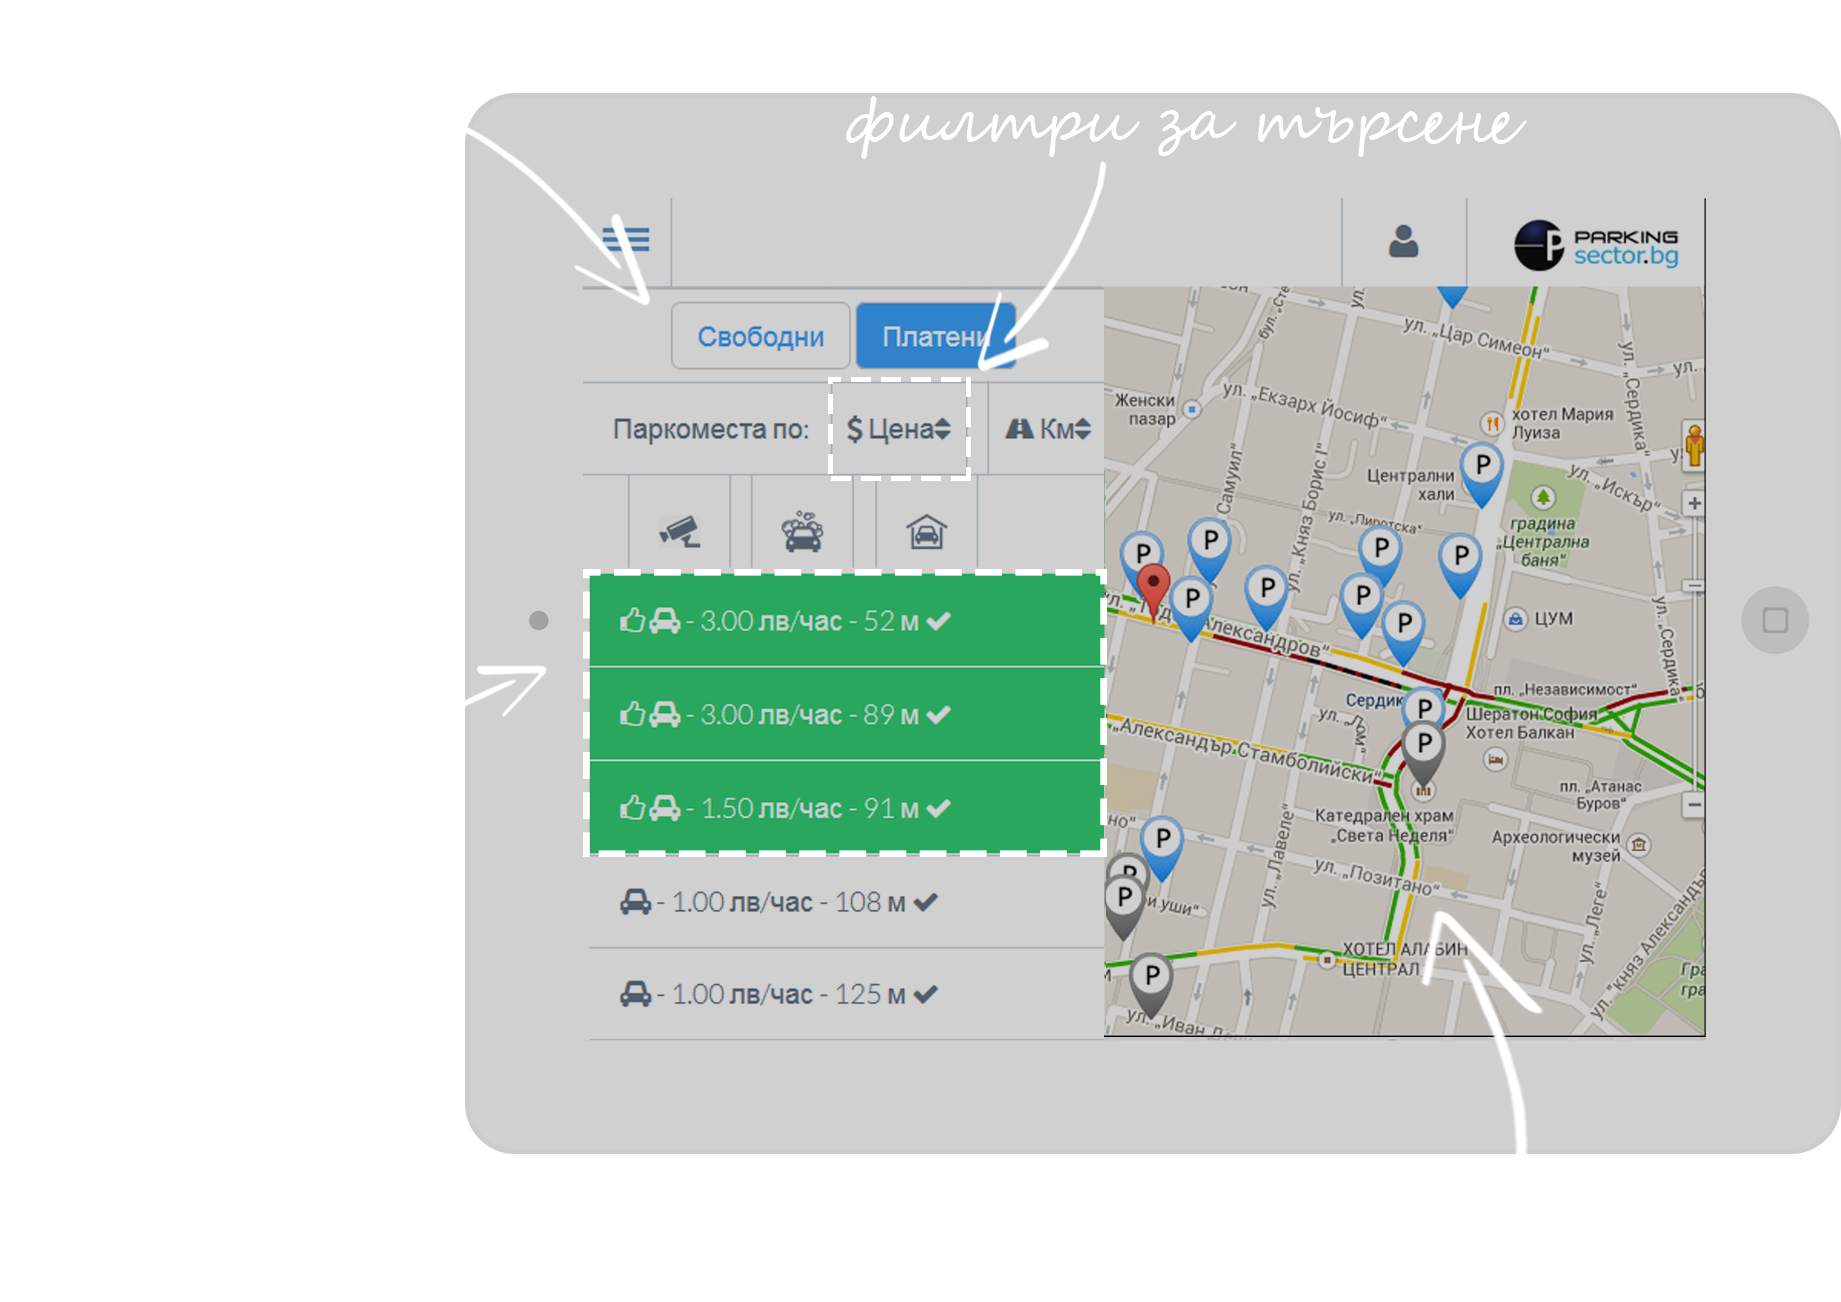 филтри за търсене
PARKING
sector.bg
Свободни
Платени
Паркоместа по:
$ Цена
Км
- 3.00 лв/час - 52 м
- 3.00 лв/час - 89 м
- 1.50 лв/час - 91 м
- 1.00 лв/час - 108 м
- 1.00 лв/час - 125 м
ул. „Цар Симеон“
ул. „Сердика“
ул.
Женски
пазар
ул. „Екзарх Йосиф“
хотел Мария
Луиза
Централни
хали
ул. „Искър“
Самуил“
ул. „Княз Борис I“
ул. „Пиротска“
градина
„Централна
баня“
P
P
P
P
P
P
P
P
P
Александров“
ЦУМ
ул. „Сердика“
пл. „Независимост“
ул. „Лом“
P
Шератон София
Хотел Балкан
P
„Александър Стамболийски“
пл. „Атанас
Буров“
Катедрален храм
„Света Неделя“
Археологически
музей
P
P
P
ул. „Лавеле“
ул. „Позитано“
ул. „Леге“
ул. „княз Александър
ХОТЕЛ АЛАБИН
ЦЕНТРАЛ
P
ул. „Иван